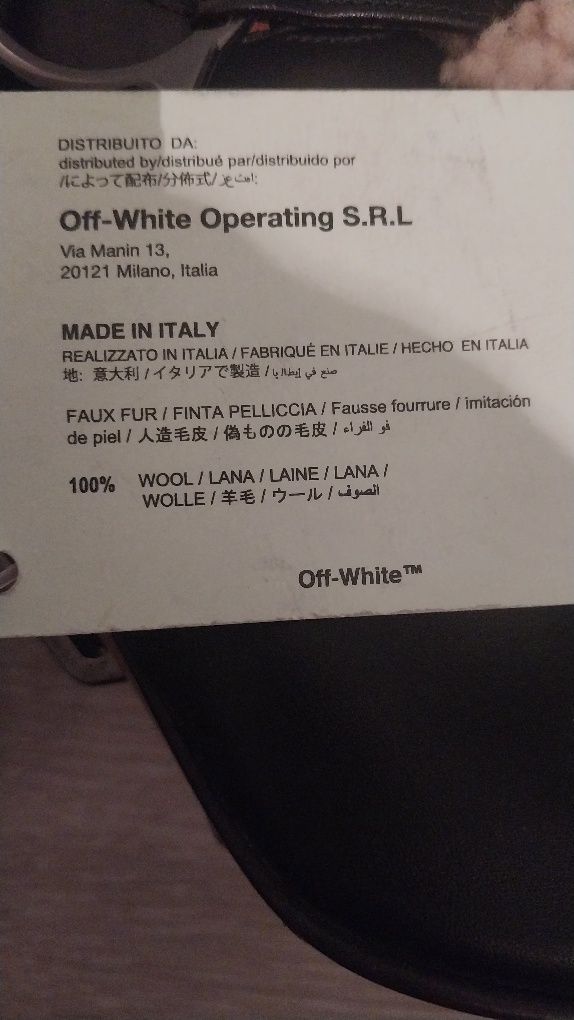 DISTRIBUITO DA:
distributed by/distribué par/distribuido por
/によって配布/分佈式/
Off-White Operating S.R.L
Via Manin 13,
20121 Milano, Italia
MADE IN ITALY
REALIZZATO IN ITALIA / FABRIQUÉ EN ITALIE / HECHO EN ITALIA
地: 意大利 / イタリアで製造 / صنع في إيطاليا
FAUX FUR / FINTA PELLICCIA / Fausse fourrure / imitación
de piel / 人造毛皮 / 偽ものの毛皮 / فو الفراء
100% WOOL / LANA / LAINE / LANA /
WOLLE / 羊毛 / ウール / الصوف
Off-White™